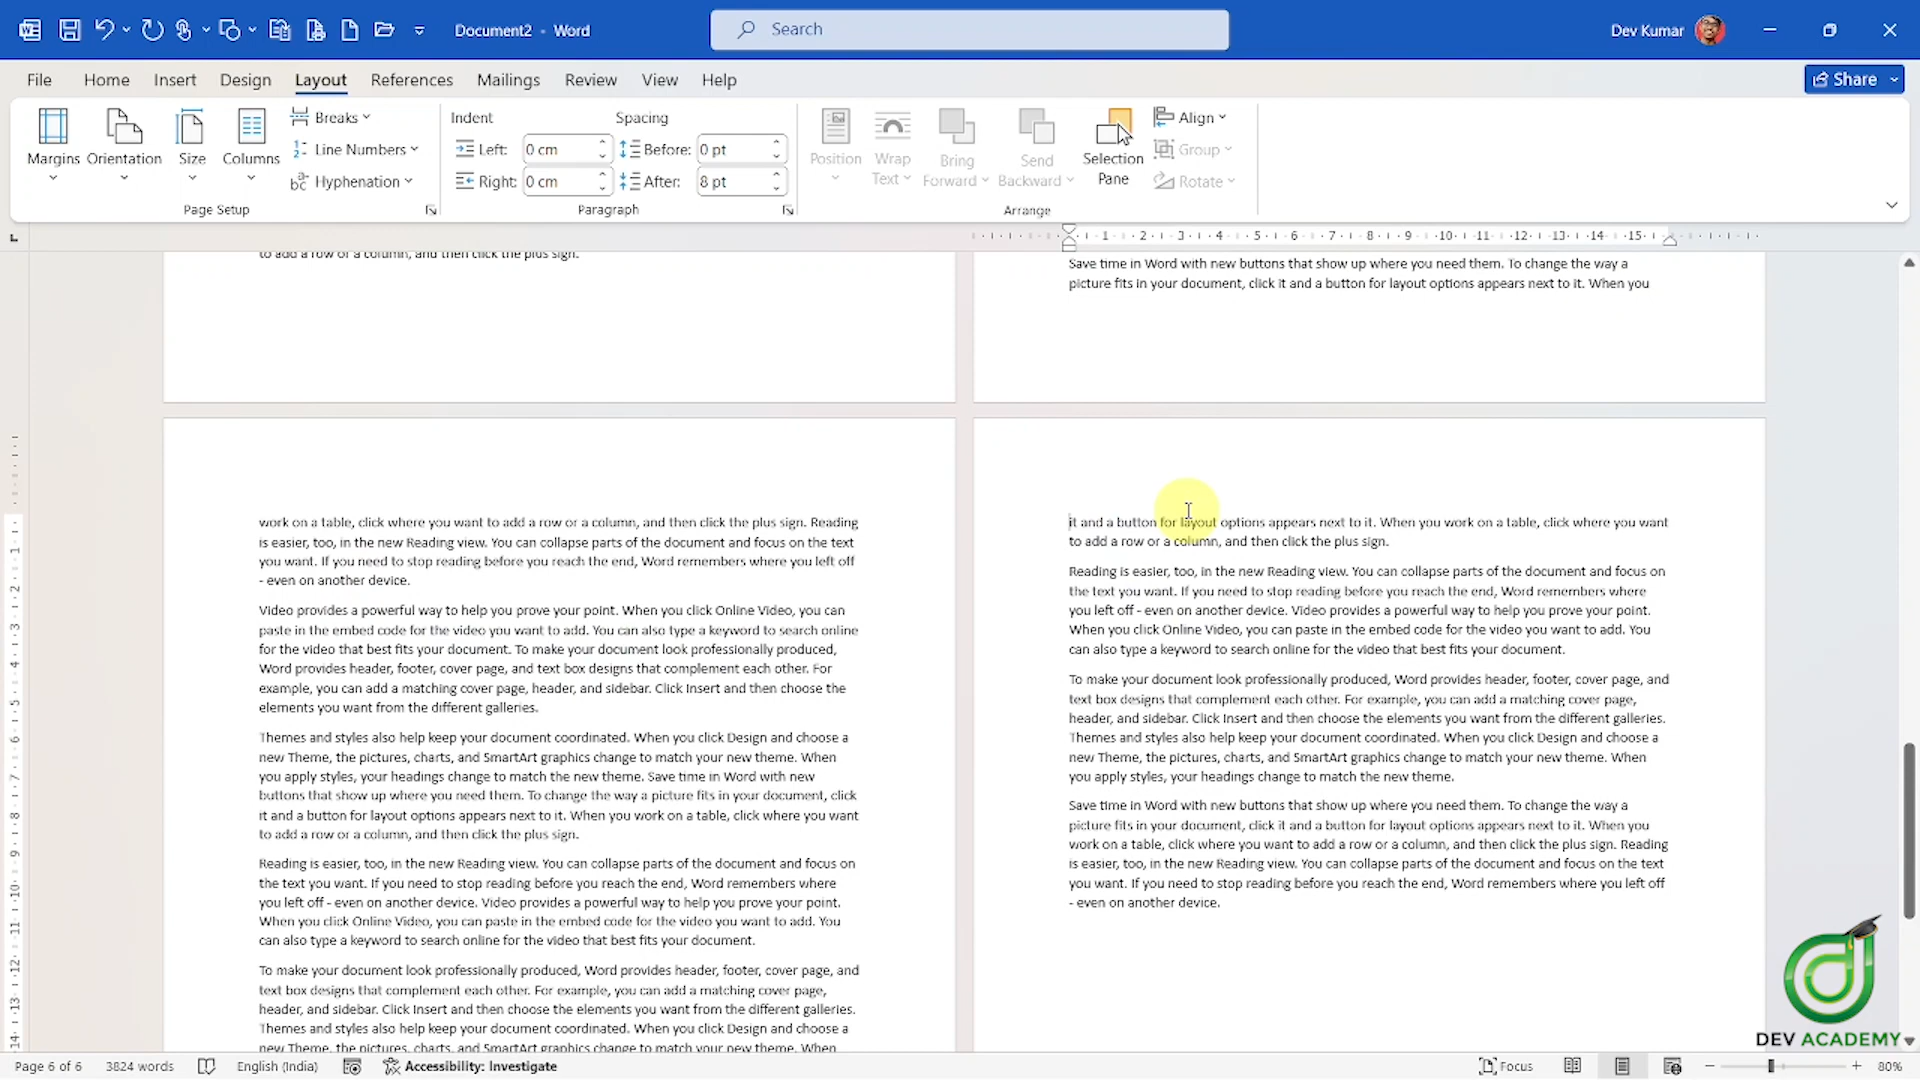 Document2 - Word
Search
Dev Kumar
File
Home
Insert
Design
Layout
References
Mailings
Review
View
Help
Share
Margins
Orientation
Size
Columns
Breaks
Line Numbers
Hyphenation
Page Setup
Indent
Spacing
Left:
0 cm
Before:
0 pt
Right:
0 cm
After:
8 pt
Paragraph
Position
Wrap
Text
Bring
Forward
Send
Backward
Selection
Pane
Align
Group
Rotate
Arrange
1 2 3 4 5 6 7 8 9 10 11 12 13 14 15
to add a row or a column, and then click the plus sign.
Save time in Word with new buttons that show up where you need them. To change the way a
picture fits in your document, click it and a button for layout options appears next to it. When you
work on a table, click where you want to add a row or a column, and then click the plus sign. Reading
is easier, too, in the new Reading view. You can collapse parts of the document and focus on the text
you want. If you need to stop reading before you reach the end, Word remembers where you left off
- even on another device.
Video provides a powerful way to help you prove your point. When you click Online Video, you can
paste in the embed code for the video you want to add. You can also type a keyword to search online
for the video that best fits your document. To make your document look professionally produced,
Word provides header, footer, cover page, and text box designs that complement each other. For
example, you can add a matching cover page, header, and sidebar. Click Insert and then choose the
elements you want from the different galleries.
Themes and styles also help keep your document coordinated. When you click Design and choose a
new Theme, the pictures, charts, and SmartArt graphics change to match your new theme. When
you apply styles, your headings change to match the new theme. Save time in Word with new
buttons that show up where you need them. To change the way a picture fits in your document, click
it and a button for layout options appears next to it. When you work on a table, click where you want
to add a row or a column, and then click the plus sign.
Reading is easier, too, in the new Reading view. You can collapse parts of the document and focus on
the text you want. If you need to stop reading before you reach the end, Word remembers where
you left off - even on another device. Video provides a powerful way to help you prove your point.
When you click Online Video, you can paste in the embed code for the video you want to add. You
can also type a keyword to search online for the video that best fits your document.
To make your document look professionally produced, Word provides header, footer, cover page, and
text box designs that complement each other. For example, you can add a matching cover page,
header, and sidebar. Click Insert and then choose the elements you want from the different galleries.
Themes and styles also help keep your document coordinated. When you click Design and choose a
new Theme, the pictures, charts, and SmartArt graphics change to match your new theme. When
it and a button for layout options appears next to it. When you work on a table, click where you want
to add a row or a column, and then click the plus sign.
Reading is easier, too, in the new Reading view. You can collapse parts of the document and focus on
the text you want. If you need to stop reading before you reach the end, Word remembers where
you left off - even on another device. Video provides a powerful way to help you prove your point.
When you click Online Video, you can paste in the embed code for the video you want to add. You
can also type a keyword to search online for the video that best fits your document.
To make your document look professionally produced, Word provides header, footer, cover page, and
text box designs that complement each other. For example, you can add a matching cover page,
header, and sidebar. Click Insert and then choose the elements you want from the different galleries.
Themes and styles also help keep your document coordinated. When you click Design and choose a
new Theme, the pictures, charts, and SmartArt graphics change to match your new theme. When
you apply styles, your headings change to match the new theme.
Save time in Word with new buttons that show up where you need them. To change the way a
picture fits in your document, click it and a button for layout options appears next to it. When you
work on a table, click where you want to add a row or a column, and then click the plus sign. Reading
is easier, too, in the new Reading view. You can collapse parts of the document and focus on the text
you want. If you need to stop reading before you reach the end, Word remembers where you left off
- even on another device.
1 2 3 4 5 6 7 8 9 10 11 12 13 14
DEV ACADEMY
Page 6 of 6
3824 words
English (India)
Accessibility: Investigate
Focus
80%